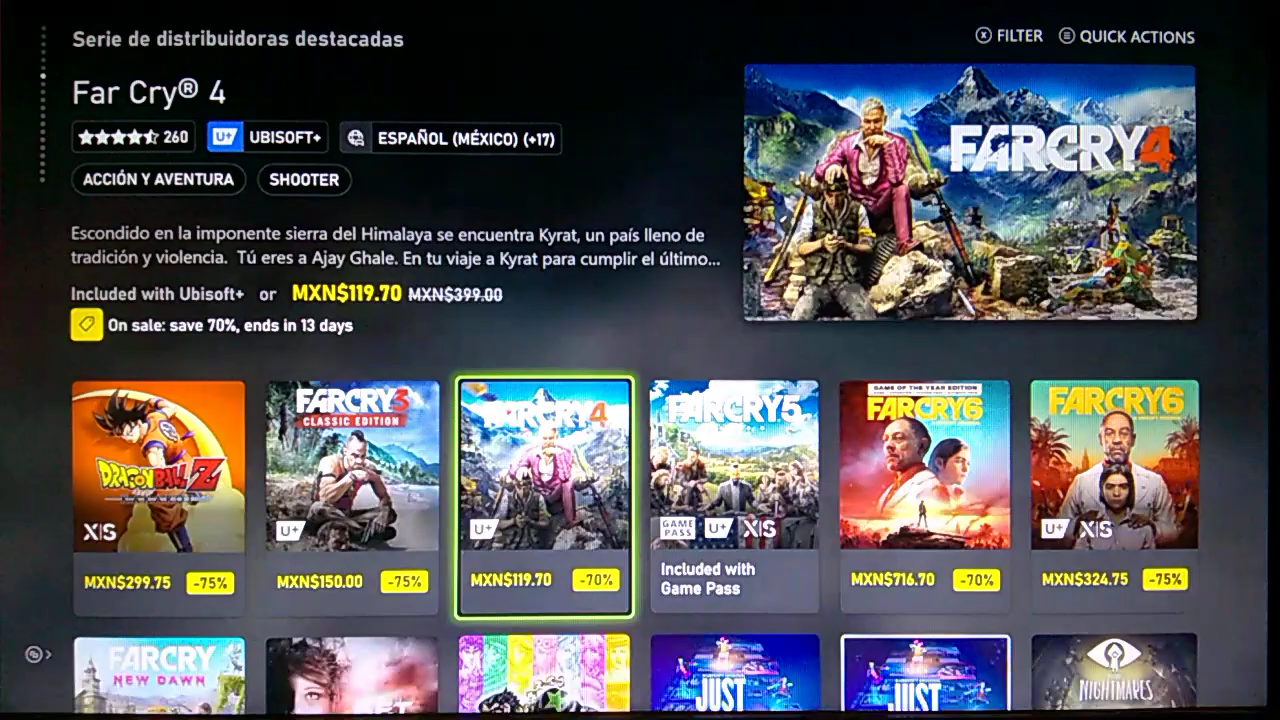 Serie de distribuidoras destacadas
FILTER
QUICK ACTIONS
Far Cry® 4
260
U+ UBISOFT+
ESPAÑOL (MÉXICO) (+17)
ACCIÓN Y AVENTURA
SHOOTER
Escondido en la imponente sierra del Himalaya se encuentra Kyrat, un país lleno de
tradición y violencia. Tú eres a Ajay Ghale. En tu viaje a Kyrat para cumplir el último...
Included with Ubisoft+ or MXN$119.70 MXN$399.00
On sale: save 70%, ends in 13 days
FARCRY4
DRAGON BALL Z
X|S
MXN$299.75 -75%
FARCRY3
CLASSIC EDITION
U+
MXN$150.00 -75%
FARCRY4
U+
MXN$119.70 -70%
FARCRY5
GAME PASS
U+
X|S
Included with
Game Pass
GAME OF THE YEAR EDITION
FARCRY6
MXN$716.70 -70%
FARCRY6
U+
X|S
MXN$324.75 -75%
FARCRY
NEW DAWN
JUST
JUST
NIGHTMARES